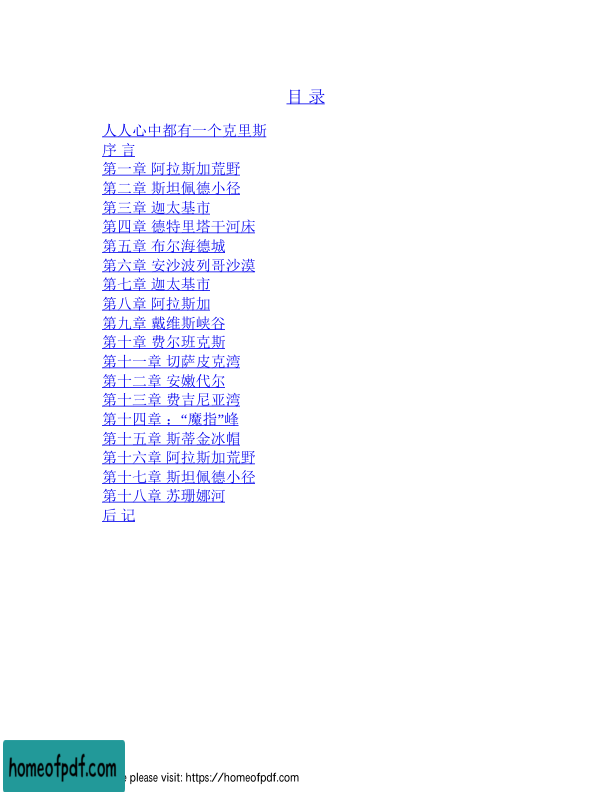 目 录
人人心中都有一个克里斯
序 言
第一章 阿拉斯加荒野
第二章 斯坦佩德小径
第三章 迦太基市
第四章 德特里塔干河床
第五章 布尔海德城
第六章 安沙波列哥沙漠
第七章 迦太基市
第八章 阿拉斯加
第九章 戴维斯峡谷
第十章 费尔班克斯
第十一章 切萨皮克湾
第十二章 安嫩代尔
第十三章 费吉尼亚湾
第十四章 ：“魔指”峰
第十五章 斯蒂金冰帽
第十六章 阿拉斯加荒野
第十七章 斯坦佩德小径
第十八章 苏珊娜河
后 记
homeofpdf.com
please visit: https://homeofpdf.com